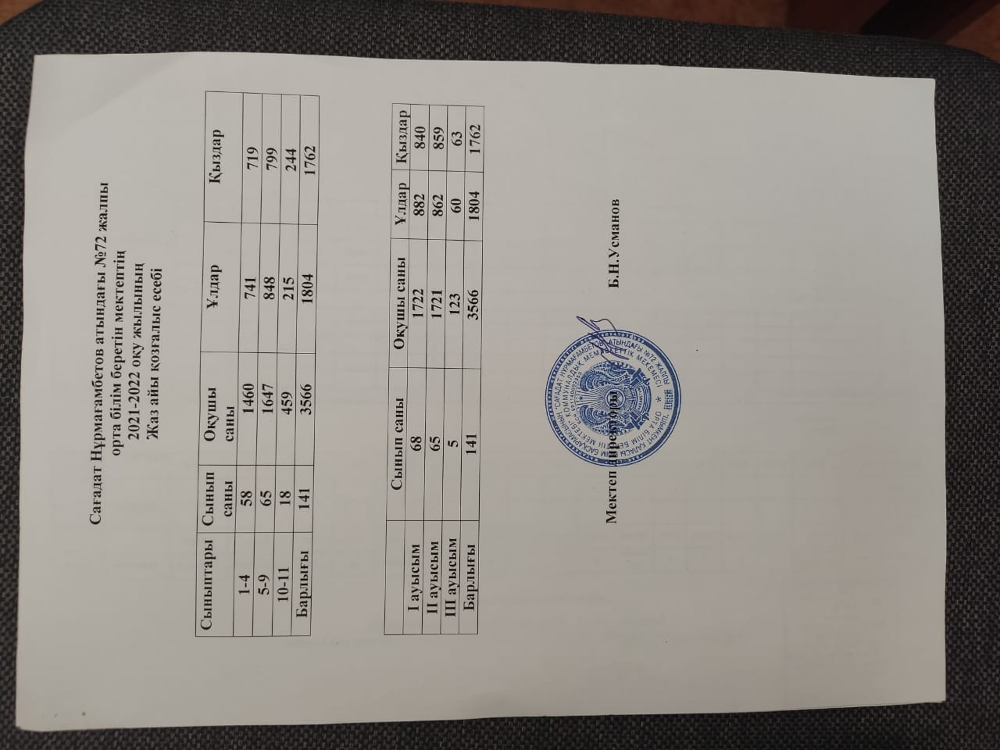 Сағадат Нұрмағамбетов атындағы №72 жалпы
орта білім беретін мектептің
2021-2022 оқу жылының
Жаз айы қозғалыс есебі
Сыныптары Сынып саны Оқушы саны Ұлдар Қыздар
1-4 58 1460 741 719
5-9 65 1647 848 799
10-11 18 459 215 244
Барлығы 141 3566 1804 1762
Сынып саны Оқушы саны Ұлдар Қыздар
І ауысым 68 1722 882 840
ІІ ауысым 65 1721 862 859
ІІІ ауысым 5 123 60 63
Барлығы 141 3566 1804 1762
Мектеп директоры Б.Н.Усманов
"САҒАДАТ НҰРМАҒАМБЕТОВ АТЫНДАҒЫ №72 ЖАЛПЫ
ОРТА БІЛІМ БЕРЕТІН МЕКТЕБІ" КОММУНАЛДЫҚ МЕМЛЕКЕТТІК МЕКЕМЕСІ